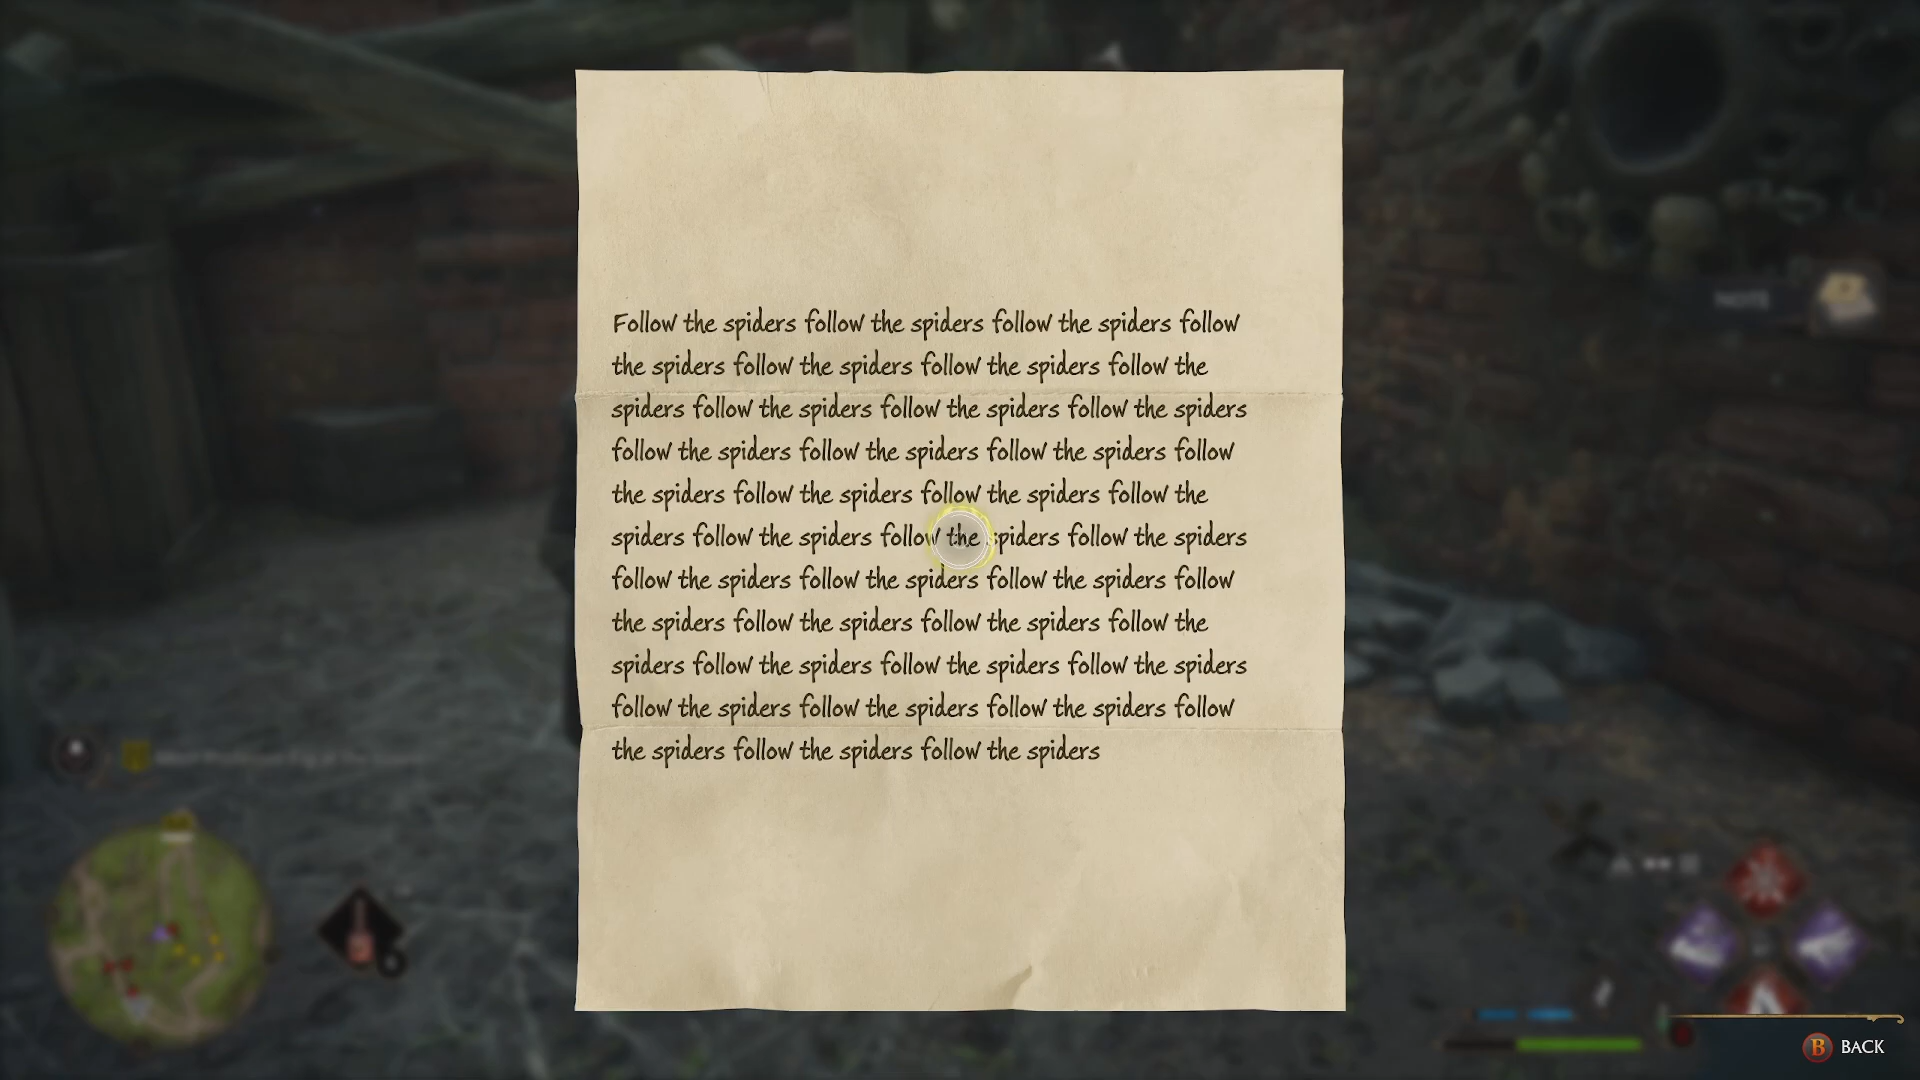 Follow the spiders follow the spiders follow the spiders follow
the spiders follow the spiders follow the spiders follow the
spiders follow the spiders follow the spiders follow the spiders
follow the spiders follow the spiders follow the spiders follow
the spiders follow the spiders follow the spiders follow the
spiders follow the spiders follow the spiders follow the spiders
follow the spiders follow the spiders follow the spiders follow
the spiders follow the spiders follow the spiders follow the
spiders follow the spiders follow the spiders follow the spiders
follow the spiders follow the spiders follow the spiders follow
the spiders follow the spiders follow the spiders
NOTE
B BACK